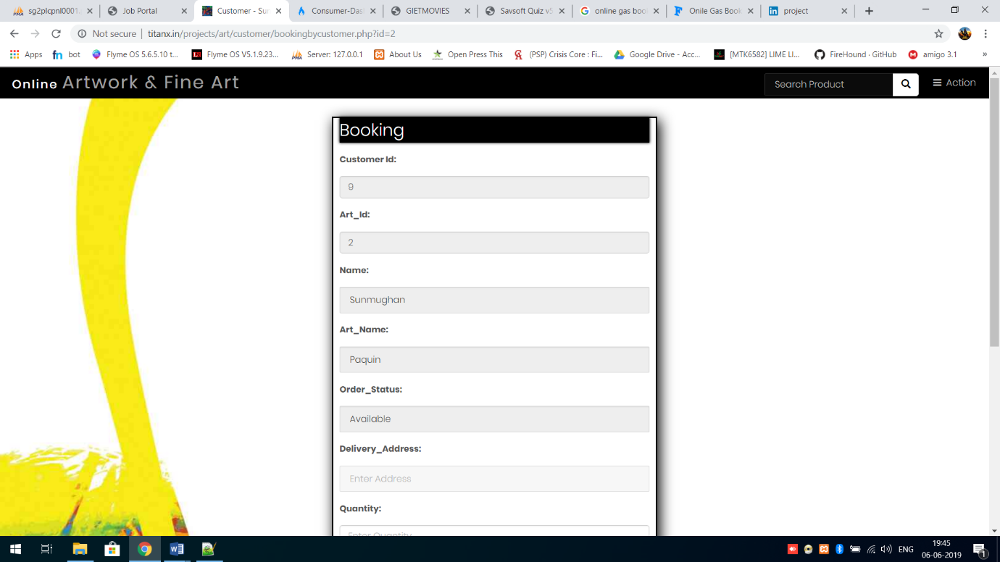 sg2plcpnl0001.
Job Portal
Customer - Sun
Consumer-Das
GIETMOVIES
Savsoft Quiz v5
online gas book
Onile Gas Book
project
Not secure | titanx.in/projects/art/customer/bookingbycustomer.php?id=2
Apps
bot
Flyme OS 5.6.5.10 t...
Flyme OS V5.1.9.23...
Server: 127.0.0.1
About Us
Open Press This
(PSP) Crisis Core : Fi...
Google Drive - Acc...
[MTK6582] LIME LI...
FireHound · GitHub
amigo 3.1
»
Online Artwork & Fine Art
Search Product
Action
Booking
Customer Id:
9
Art_Id:
2
Name:
Sunmughan
Art_Name:
Paquin
Order_Status:
Available
Delivery_Address:
Enter Address
Quantity:
Enter Quantity
ENG
19:45
06-06-2019
1